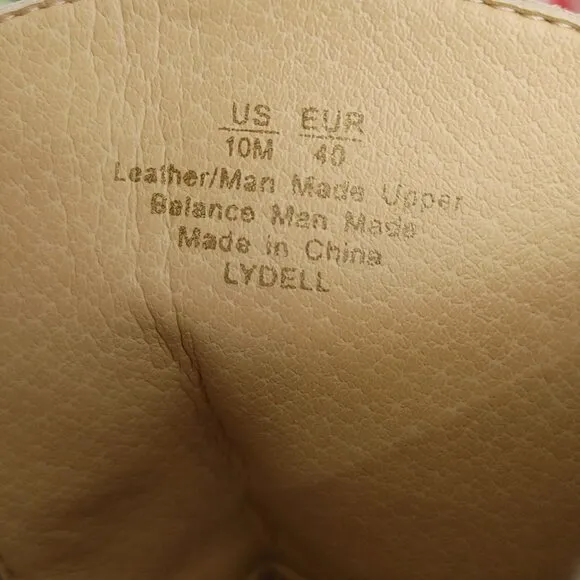 US EUR
10M 40
Leather/Man Made Upper
Balance Man Made
Made in China
LYDELL